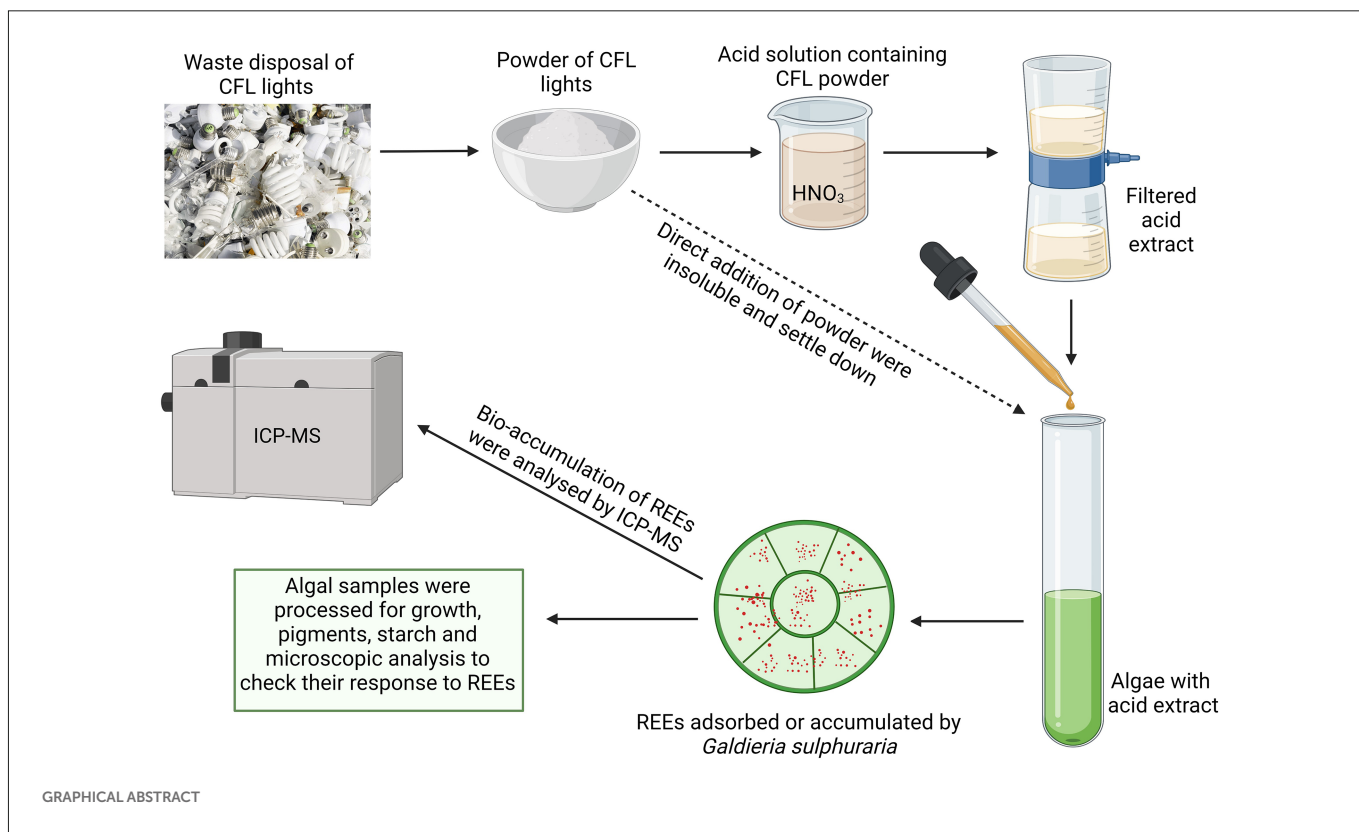 Waste disposal of
CFL lights
Powder of CFL
lights
Acid solution containing
CFL powder
HNO₃
Filtered
acid
extract
Direct addition of powder were
insoluble and settle down
ICP-MS
Bio-accumulation of REEs
were analysed by ICP-MS
Algal samples were
processed for growth,
pigments, starch and
microscopic analysis to
check their response to REEs
REEs adsorbed or accumulated by
Galdieria sulphuraria
Algae with
acid extract
GRAPHICAL ABSTRACT